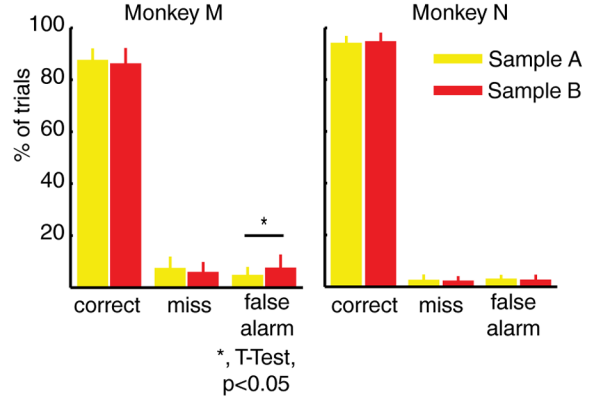 Monkey M
Monkey N
% of trials
100
80
60
40
20
Sample A
Sample B
*
correct
miss
false
alarm
correct
miss
false
alarm
*, T-Test,
p<0.05